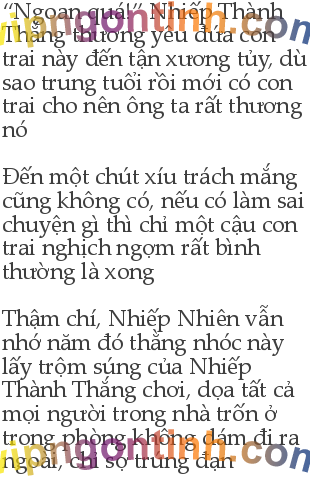 “Ngoan quá!” Nhiếp Thành
Thắng thương yêu đứa con
trai này đến tận xương tủy, dù
sao trung tuổi rồi mới có con
trai cho nên ông ta rất thương
nó
Đến một chút xíu trách mắng
cũng không có, nếu có làm sai
chuyện gì thì chỉ một cậu con
trai nghịch ngợm rất bình
thường là xong
Thậm chí, Nhiếp Nhiên vẫn
nhớ năm đó thằng nhóc này
lấy trộm súng của Nhiếp
Thành Thắng chơi, dọa tất cả
mọi người trong nhà trốn ở
trong phòng không dám đi ra
ngoài, chỉ sợ trúng đạn
vipngontinh.com
vipngontinh.com